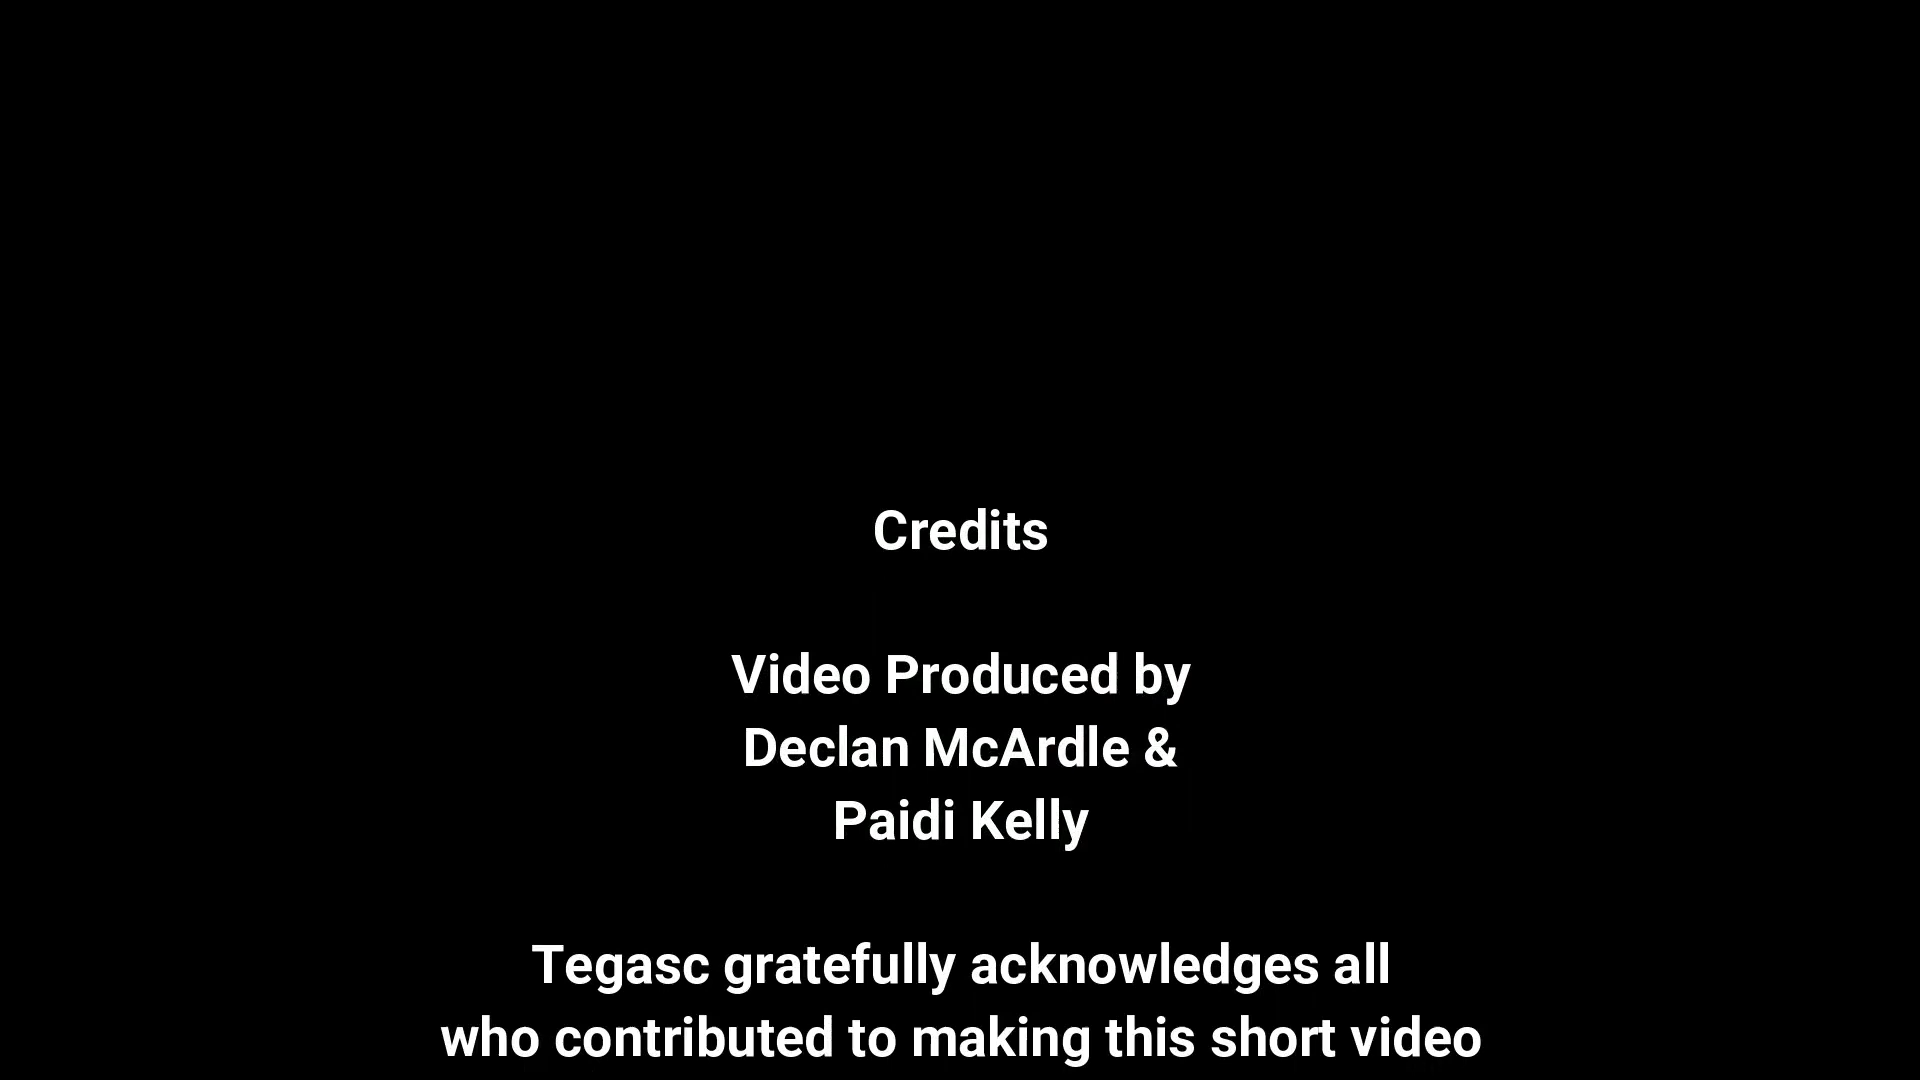 Credits
Video Produced by
Declan McArdle &
Paidi Kelly
Tegasc gratefully acknowledges all
who contributed to making this short video